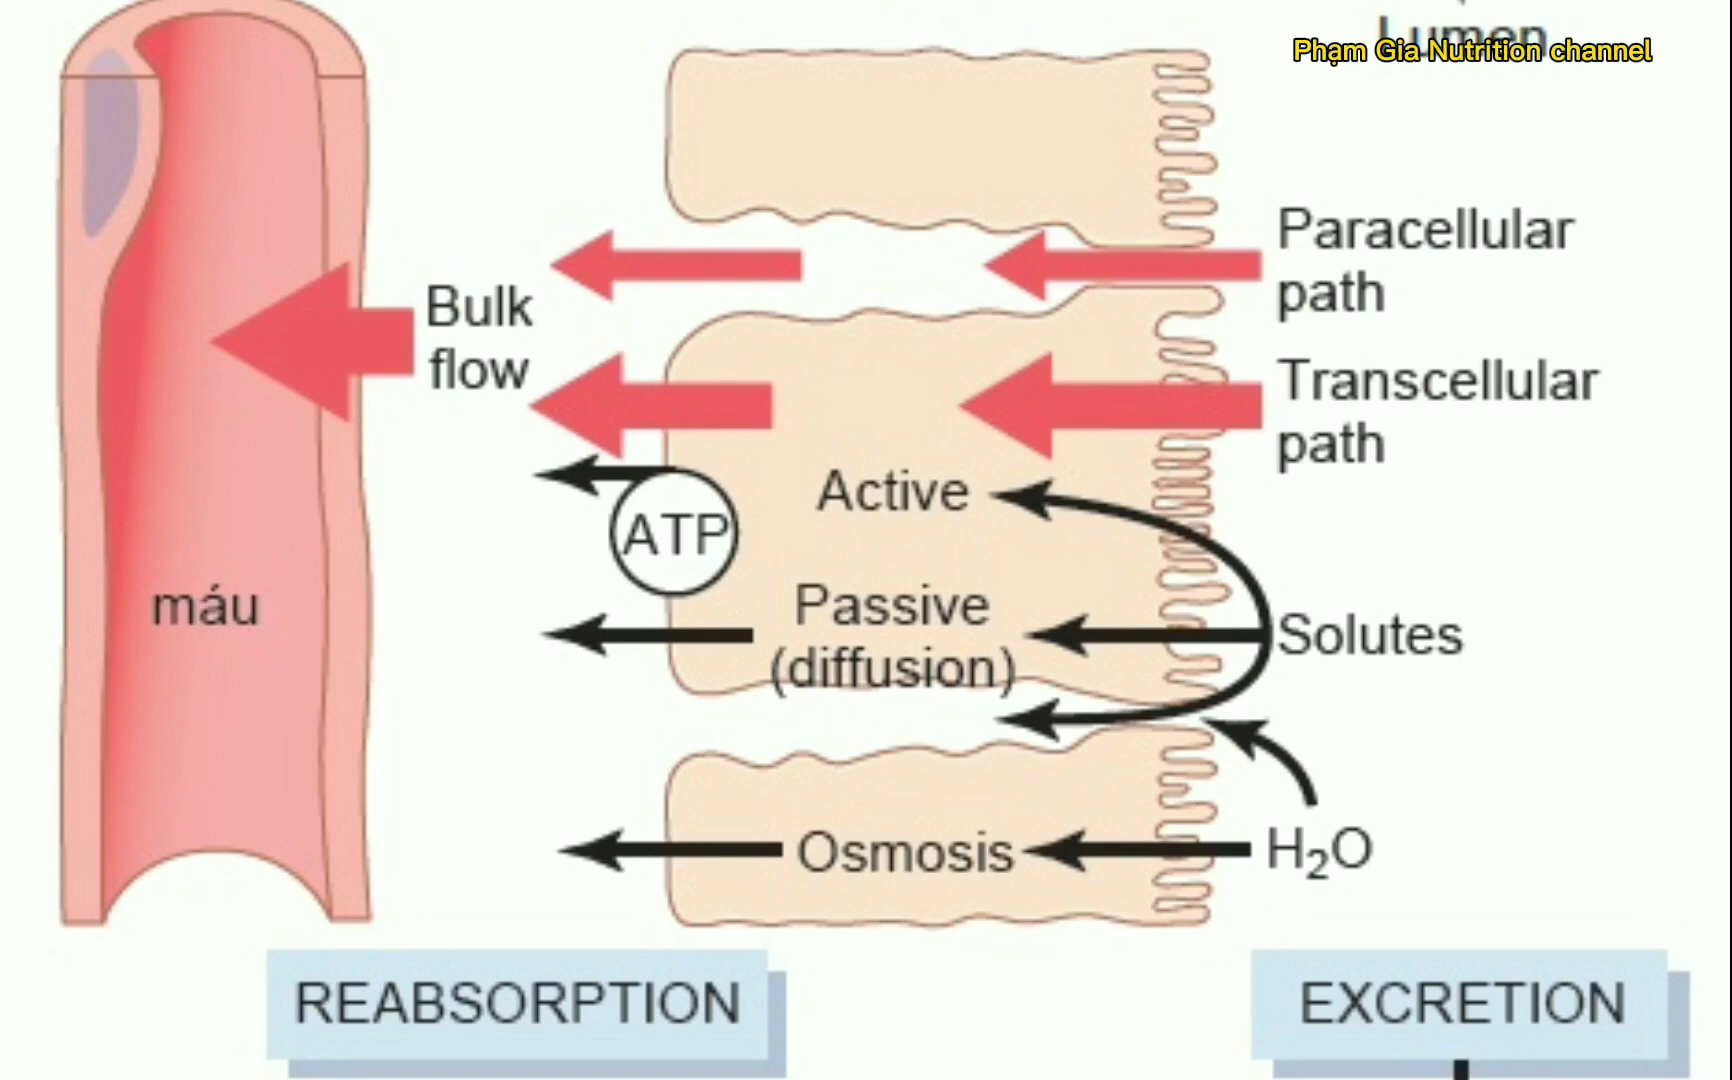 Lumen
Phạm Gia Nutrition channel
Paracellular
path
Bulk
flow
Transcellular
path
Active
ATP
máu
Passive
(diffusion)
Solutes
Osmosis
H₂O
REABSORPTION
EXCRETION